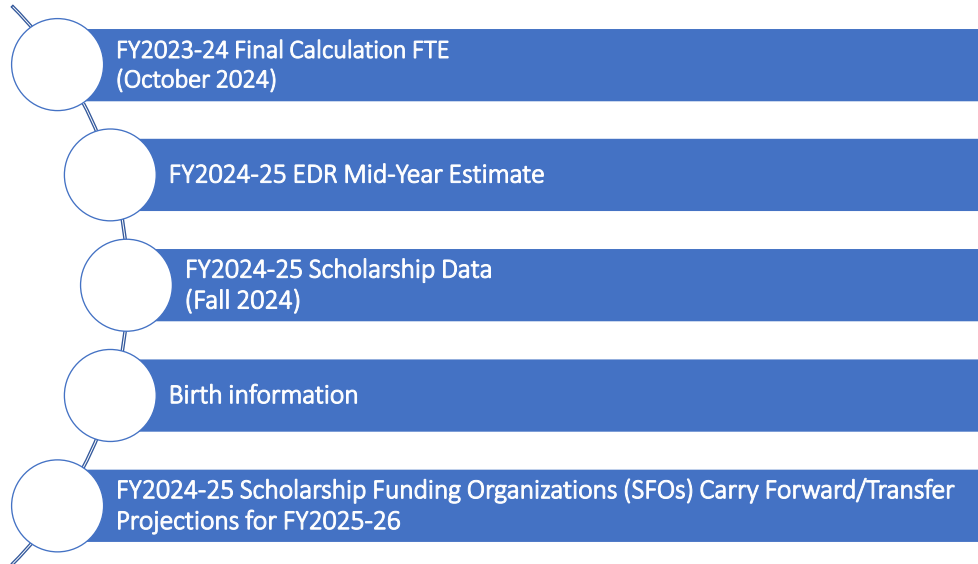 FY2023-24 Final Calculation FTE
(October 2024)
FY2024-25 EDR Mid-Year Estimate
FY2024-25 Scholarship Data
(Fall 2024)
Birth information
FY2024-25 Scholarship Funding Organizations (SFOs) Carry Forward/Transfer
Projections for FY2025-26